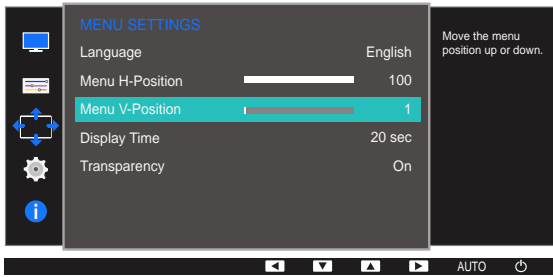 MENU SETTINGS
Language English
Menu H-Position 100
Menu V-Position 1
Display Time 20 sec
Transparency On
Move the menu
position up or down.
i
AUTO